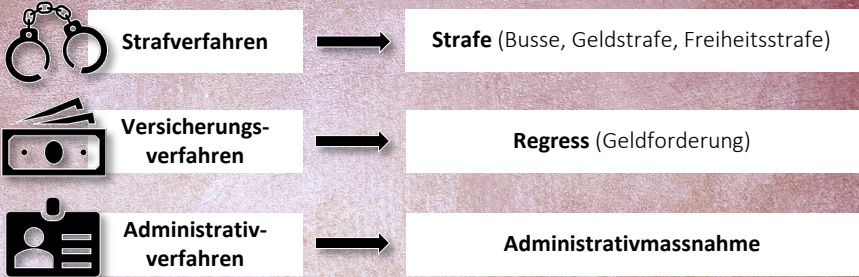 Strafverfahren
Strafe (Busse, Geldstrafe, Freiheitsstrafe)
Versicherungs-
verfahren
Regress (Geldforderung)
Administrativ-
verfahren
Administrativmassnahme